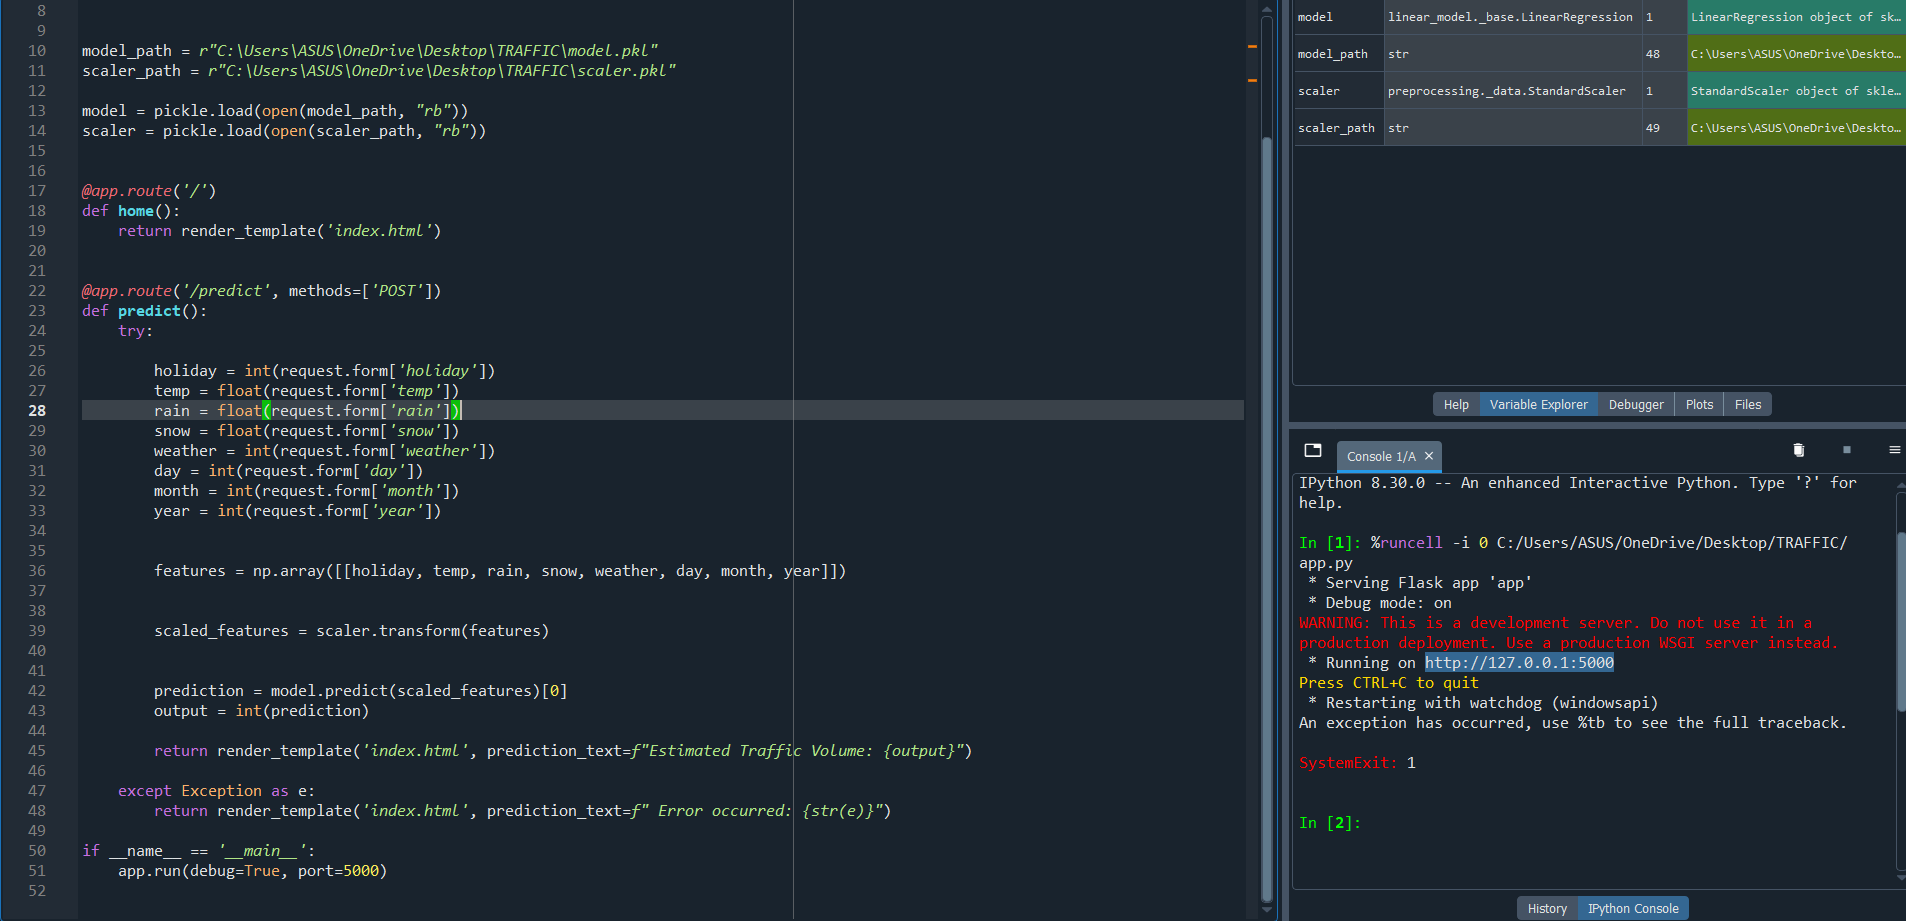 8
9
10 model_path = r"C:\Users\ASUS\OneDrive\Desktop\TRAFFIC\model.pkl"
11 scaler_path = r"C:\Users\ASUS\OneDrive\Desktop\TRAFFIC\scaler.pkl"
12
13 model = pickle.load(open(model_path, "rb"))
14 scaler = pickle.load(open(scaler_path, "rb"))
15
16
17 @app.route('/')
18 def home():
19     return render_template('index.html')
20
21
22 @app.route('/predict', methods=['POST'])
23 def predict():
24     try:
25
26         holiday = int(request.form['holiday'])
27         temp = float(request.form['temp'])
28         rain = float(request.form['rain'])
29         snow = float(request.form['snow'])
30         weather = int(request.form['weather'])
31         day = int(request.form['day'])
32         month = int(request.form['month'])
33         year = int(request.form['year'])
34
35
36         features = np.array([[holiday, temp, rain, snow, weather, day, month, year]])
37
38
39         scaled_features = scaler.transform(features)
40
41
42         prediction = model.predict(scaled_features)[0]
43         output = int(prediction)
44
45         return render_template('index.html', prediction_text=f"Estimated Traffic Volume: {output}")
46
47     except Exception as e:
48         return render_template('index.html', prediction_text=f" Error occurred: {str(e)}")
49
50 if __name__ == '__main__':
51     app.run(debug=True, port=5000)
52
model linear_model._base.LinearRegression 1 LinearRegression object of sk…
model_path str 48 C:\Users\ASUS\OneDrive\Deskto…
scaler preprocessing._data.StandardScaler 1 StandardScaler object of skle…
scaler_path str 49 C:\Users\ASUS\OneDrive\Deskto…
Help Variable Explorer Debugger Plots Files
Console 1/A ×
IPython 8.30.0 -- An enhanced Interactive Python. Type '?' for
help.
In [1]: %runcell -i 0 C:/Users/ASUS/OneDrive/Desktop/TRAFFIC/
app.py
 * Serving Flask app 'app'
 * Debug mode: on
WARNING: This is a development server. Do not use it in a
production deployment. Use a production WSGI server instead.
 * Running on http://127.0.0.1:5000
Press CTRL+C to quit
 * Restarting with watchdog (windowsapi)
An exception has occurred, use %tb to see the full traceback.
SystemExit: 1
In [2]:
History IPython Console